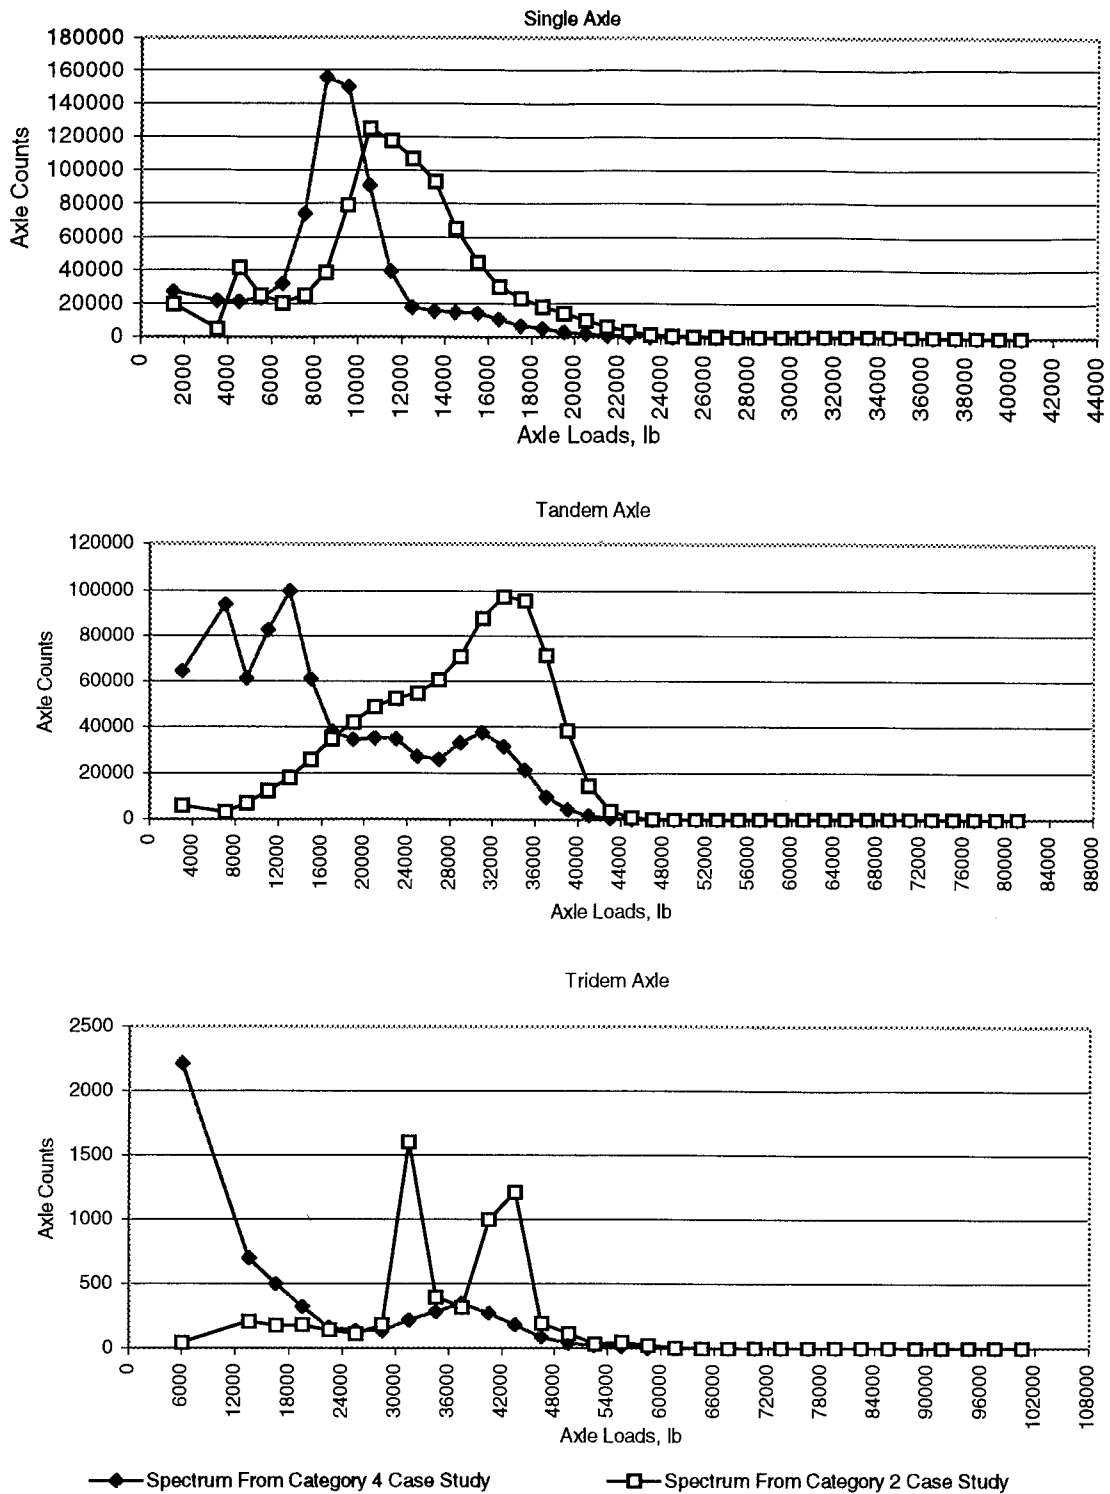 Single Axle
180000
160000
140000
120000
100000
80000
60000
40000
20000
0
Axle Counts
0 2000 4000 6000 8000 10000 12000 14000 16000 18000 20000 22000 24000 26000 28000 30000 32000 34000 36000 38000 40000 42000 44000
Axle Loads, lb
Tandem Axle
120000
100000
80000
60000
40000
20000
0
Axle Counts
0 4000 8000 12000 16000 20000 24000 28000 32000 36000 40000 44000 48000 52000 56000 60000 64000 68000 72000 76000 80000 84000 88000
Axle Loads, lb
Tridem Axle
2500
2000
1500
1000
500
0
Axle Counts
0 6000 12000 18000 24000 30000 36000 42000 48000 54000 60000 66000 72000 78000 84000 90000 96000 102000 108000
Axle Loads, lb
Spectrum From Category 4 Case Study Spectrum From Category 2 Case Study